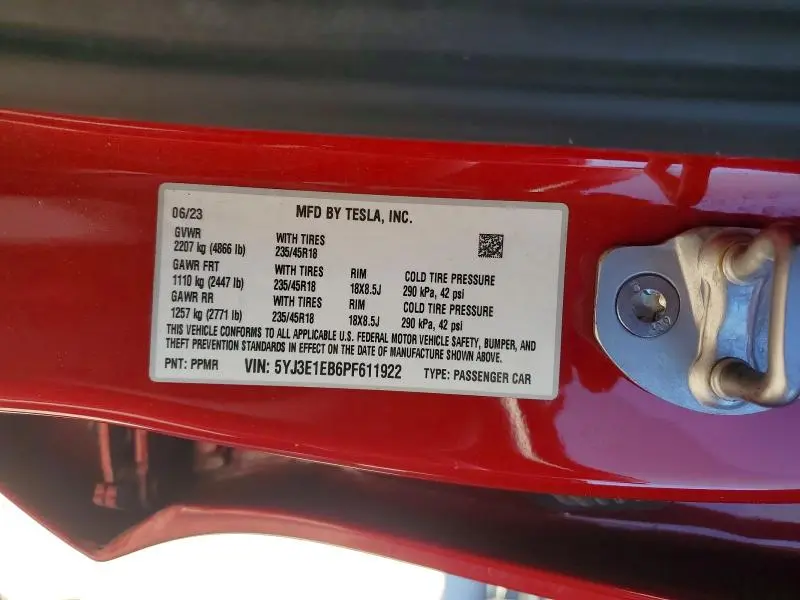 06/23 MFD BY TESLA, INC.
GVWR WITH TIRES
2207 kg (4866 lb) 235/45R18
GAWR FRT WITH TIRES RIM COLD TIRE PRESSURE
1110 kg (2447 lb) 235/45R18 18X8.5J 290 kPa, 42 psi
GAWR RR WITH TIRES RIM COLD TIRE PRESSURE
1257 kg (2771 lb) 235/45R18 18X8.5J 290 kPa, 42 psi
THIS VEHICLE CONFORMS TO ALL APPLICABLE U.S. FEDERAL MOTOR VEHICLE SAFETY, BUMPER, AND
THEFT PREVENTION STANDARDS IN EFFECT ON THE DATE OF MANUFACTURE SHOWN ABOVE.
PNT: PPMR VIN: 5YJ3E1EB6PF611922 TYPE: PASSENGER CAR